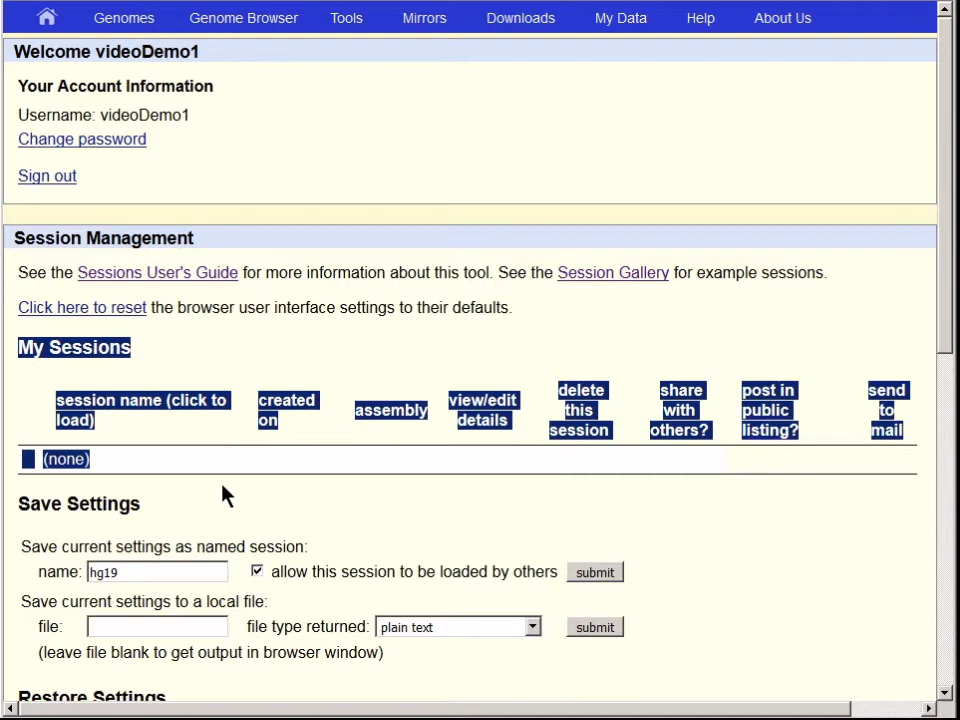 Genomes Genome Browser Tools Mirrors Downloads My Data Help About Us
Welcome videoDemo1
Your Account Information
Username: videoDemo1
Change password
Sign out
Session Management
See the Sessions User's Guide for more information about this tool. See the Session Gallery for example sessions.
Click here to reset the browser user interface settings to their defaults.
My Sessions
session name (click to load) created on assembly view/edit details delete this session share with others? post in public listing? send to mail
(none)
Save Settings
Save current settings as named session:
name: hg19 allow this session to be loaded by others submit
Save current settings to a local file:
file: file type returned: plain text submit
(leave file blank to get output in browser window)
Restore Settings